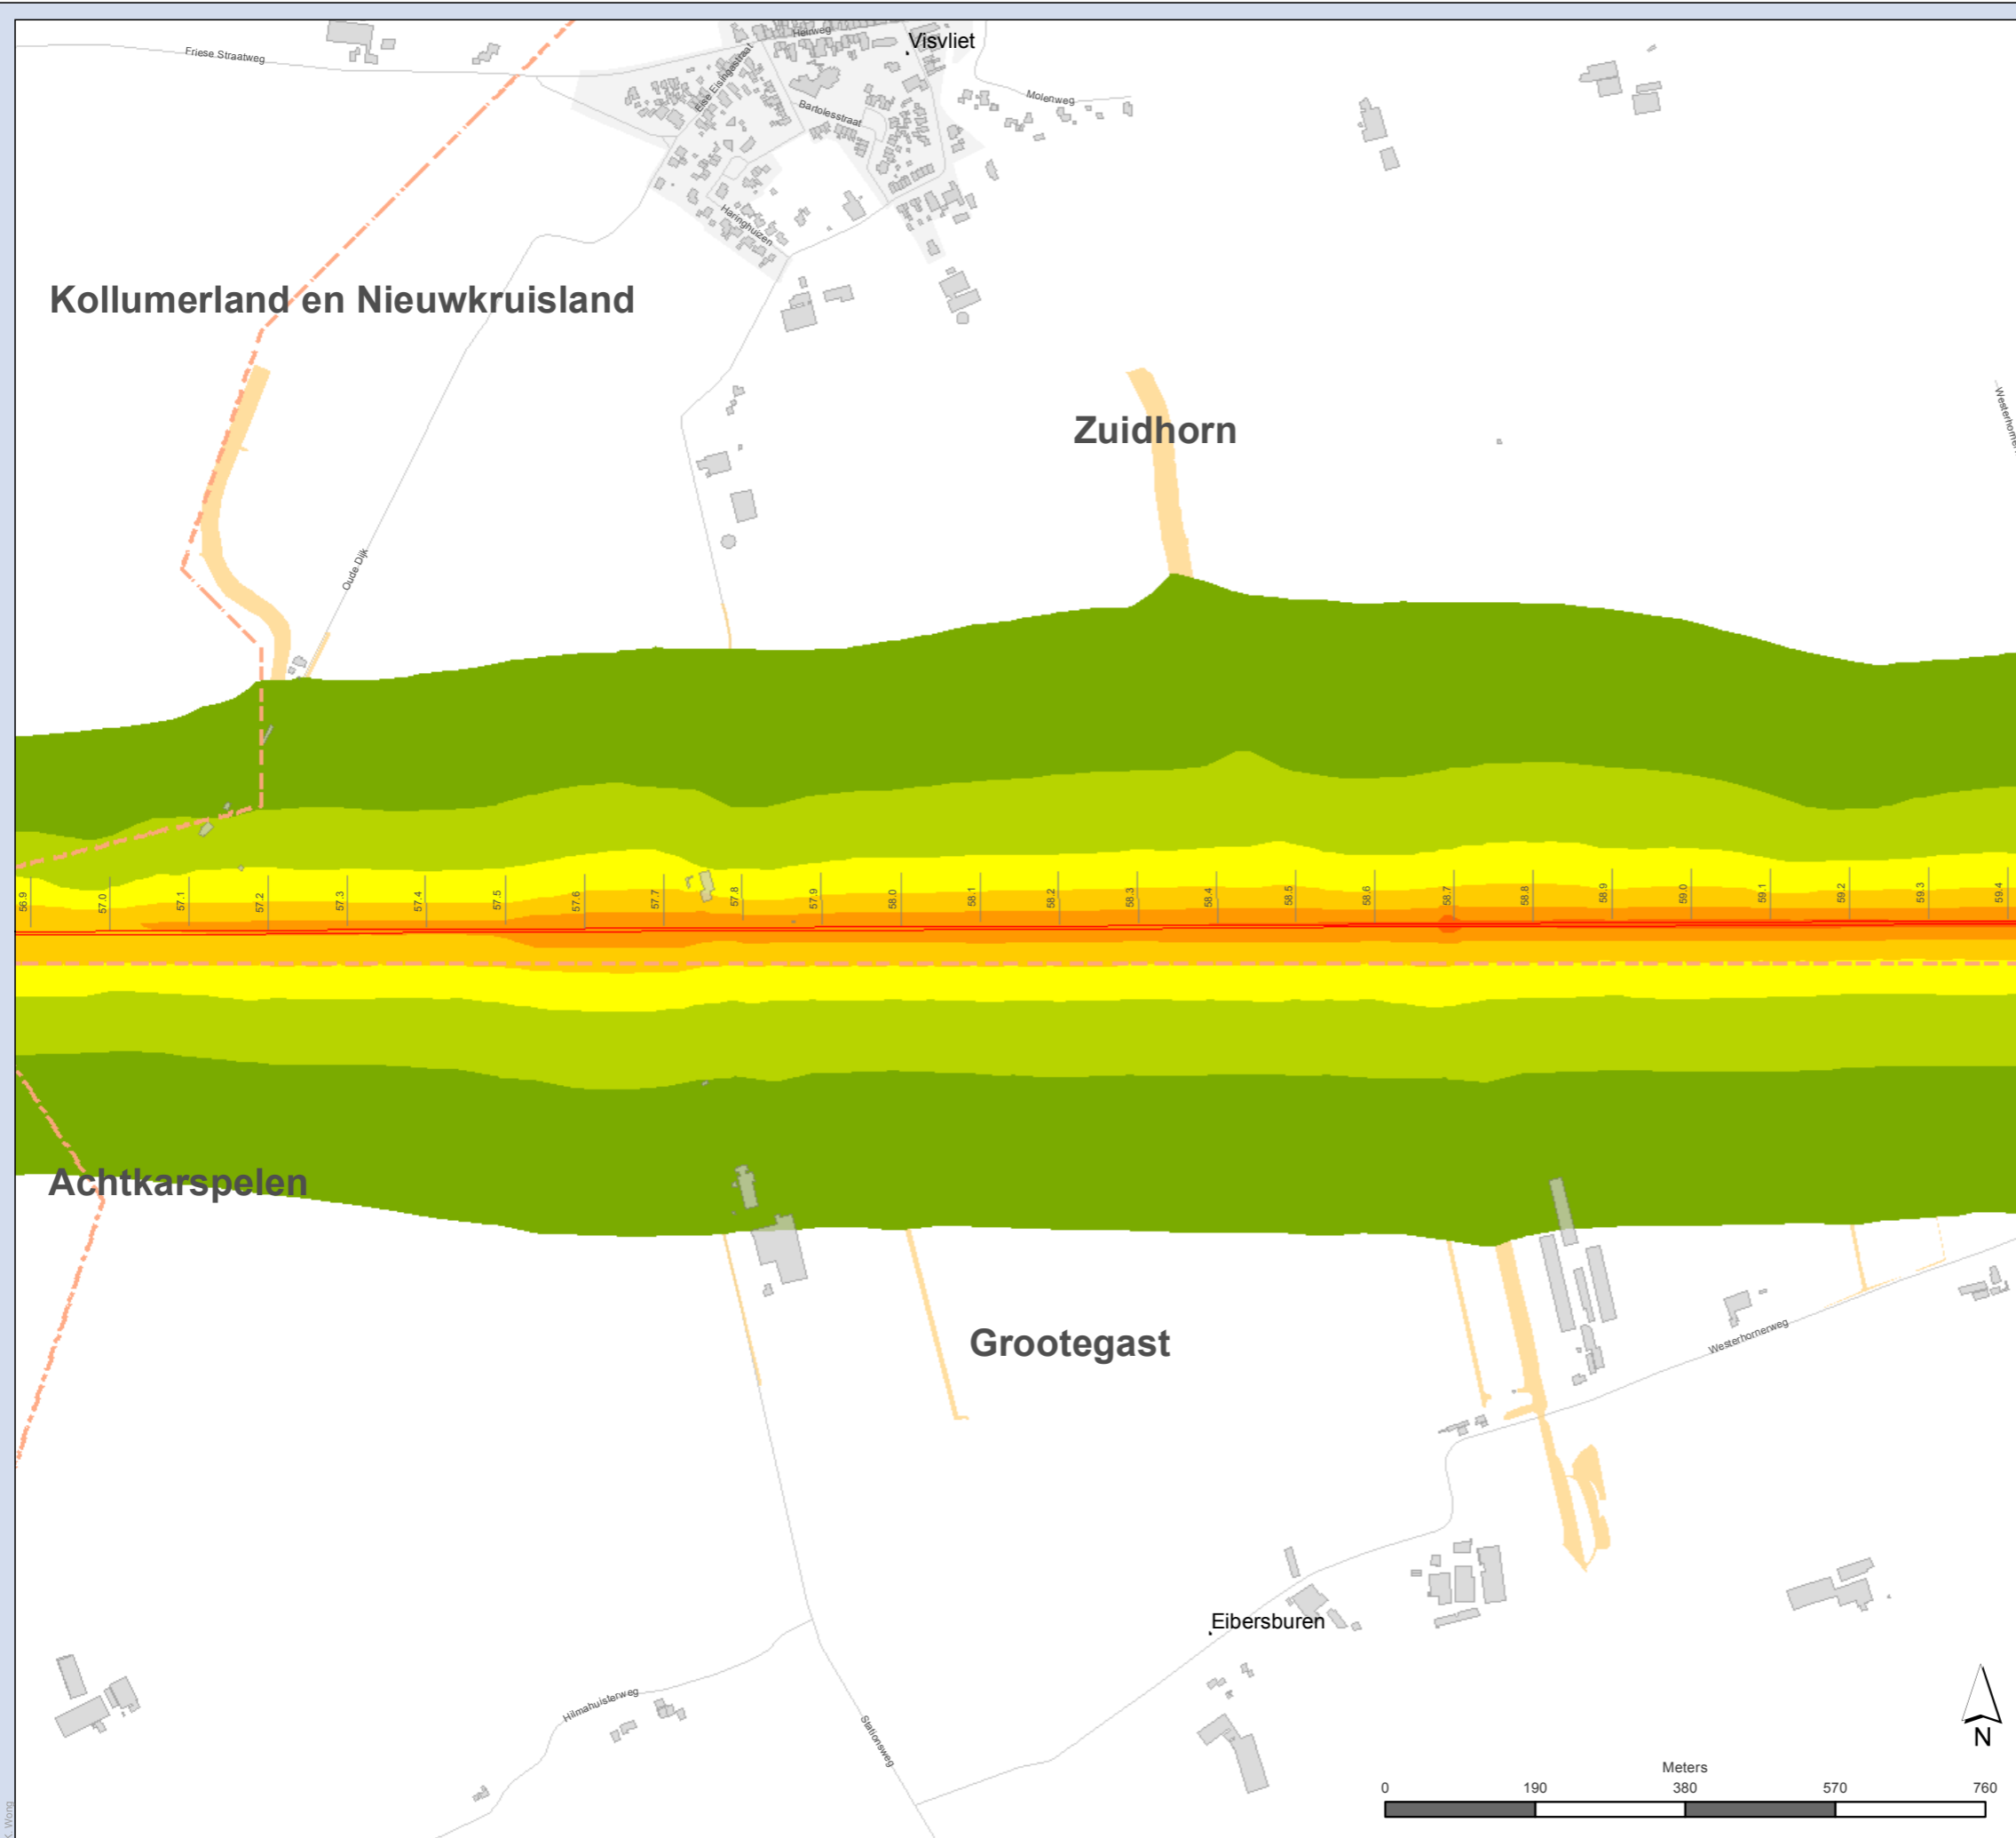 Heirweg
Visvliet
Friese Straatweg
Eise Eisingastraat
Molenweg
Bartolesstraat
Haringhuizen
Kollumerland en Nieuwkruisland
Zuidhorn
Oude Dijk
56.9 57.0 57.1 57.2 57.3 57.4 57.5 57.6 57.7 57.8 57.9 58.0 58.1 58.2 58.3 58.4 58.5 58.6 58.7 58.8 58.9 59.0 59.1 59.2 59.3 59.4
Achtkarspelen
Grootegast
Westerhornerweg
Eibersburen
Hilmahuisterweg
Stationsweg
N
Meters
0 190 380 570 760
Wong